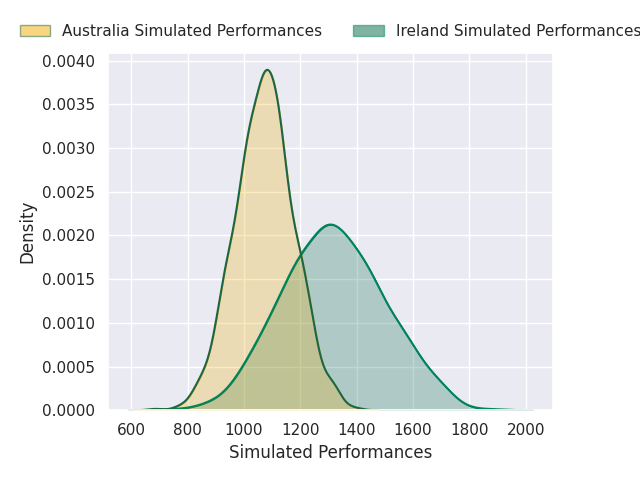 Australia Simulated Performances Ireland Simulated Performances
0.0040
0.0035
0.0030
0.0025
0.0020
0.0015
0.0010
0.0005
0.0000
Density
600 800 1000 1200 1400 1600 1800 2000
Simulated Performances